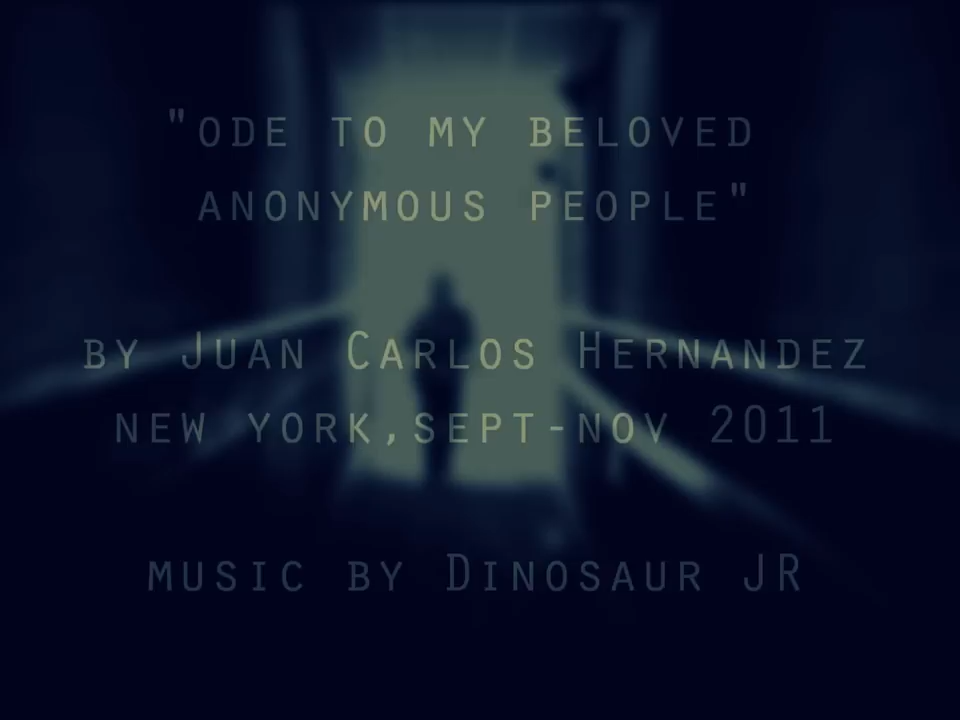 "ODE TO MY BELOVED
ANONYMOUS PEOPLE"
BY JUAN CARLOS HERNANDEZ
NEW YORK,SEPT-NOV 2011
MUSIC BY DINOSAUR JR